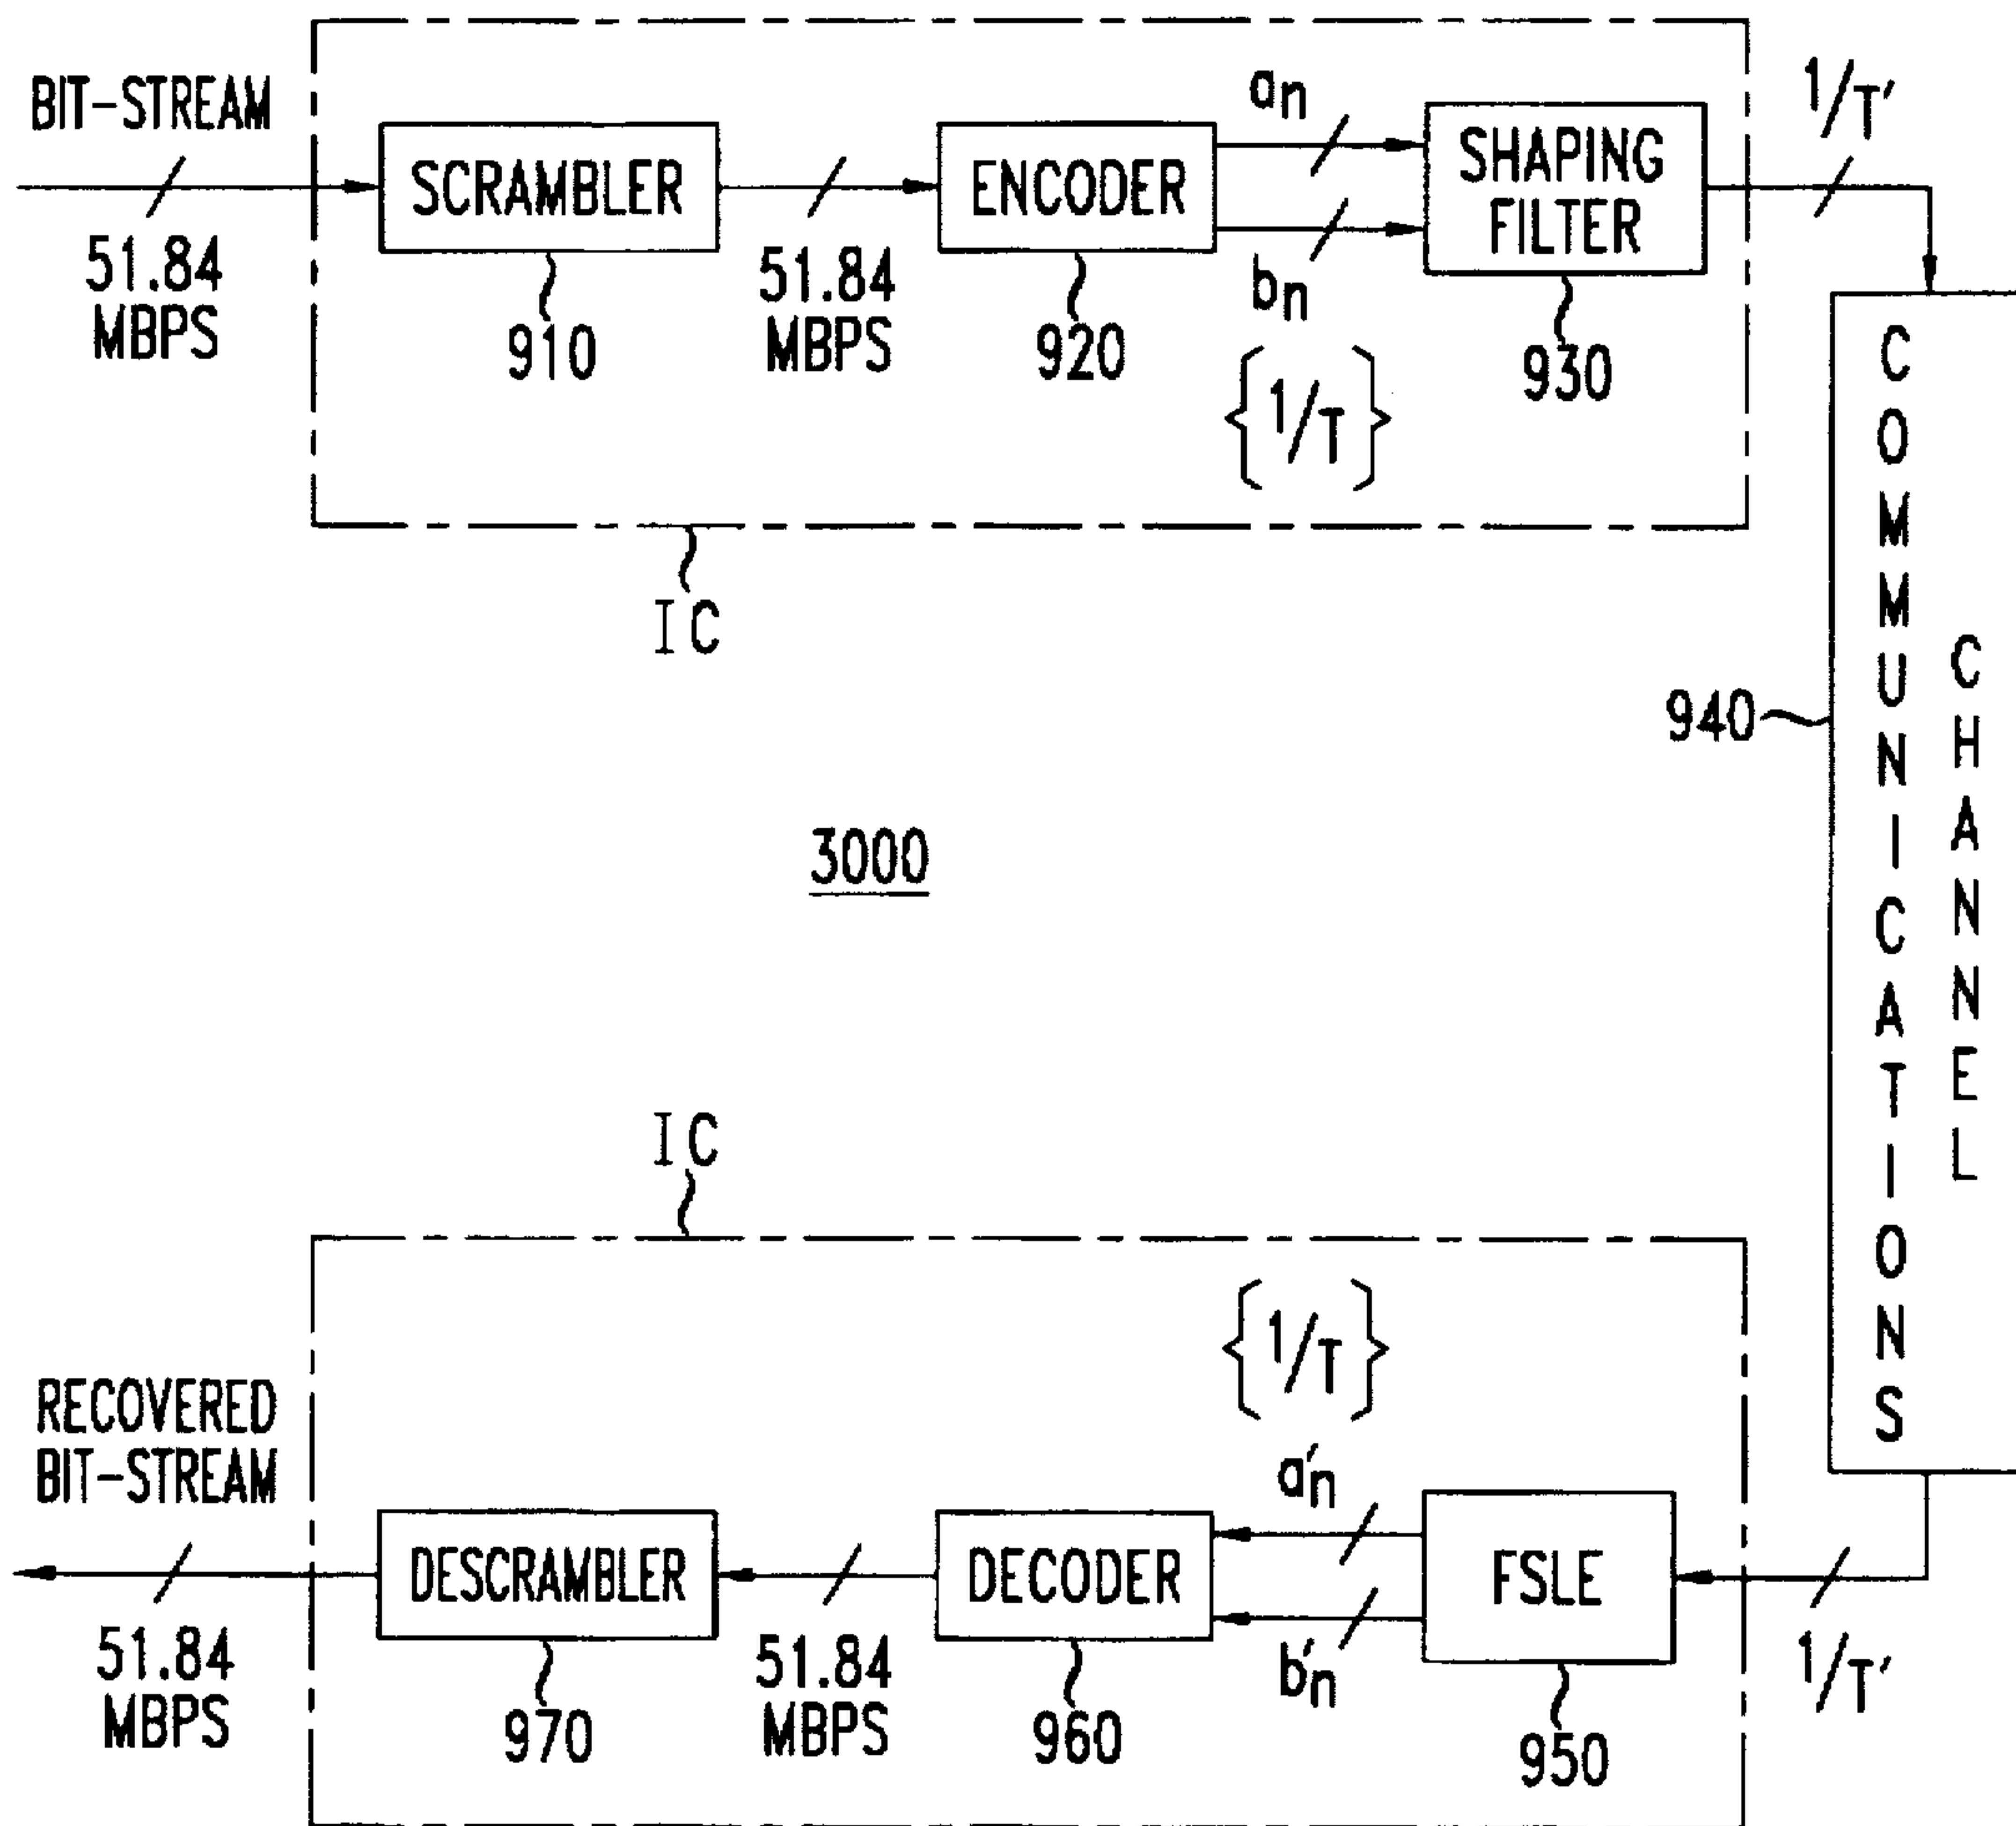 BIT-STREAM
51.84
MBPS
SCRAMBLER
910
51.84
MBPS
ENCODER
920
an
bn
{1/T}
SHAPING
FILTER
930
1/T'
IC
COMMUNICATIONS
CHANNEL
940
3000
IC
RECOVERED
BIT-STREAM
51.84
MBPS
DESCRAMBLER
970
51.84
MBPS
DECODER
960
{1/T}
a'n
b'n
FSLE
950
1/T'